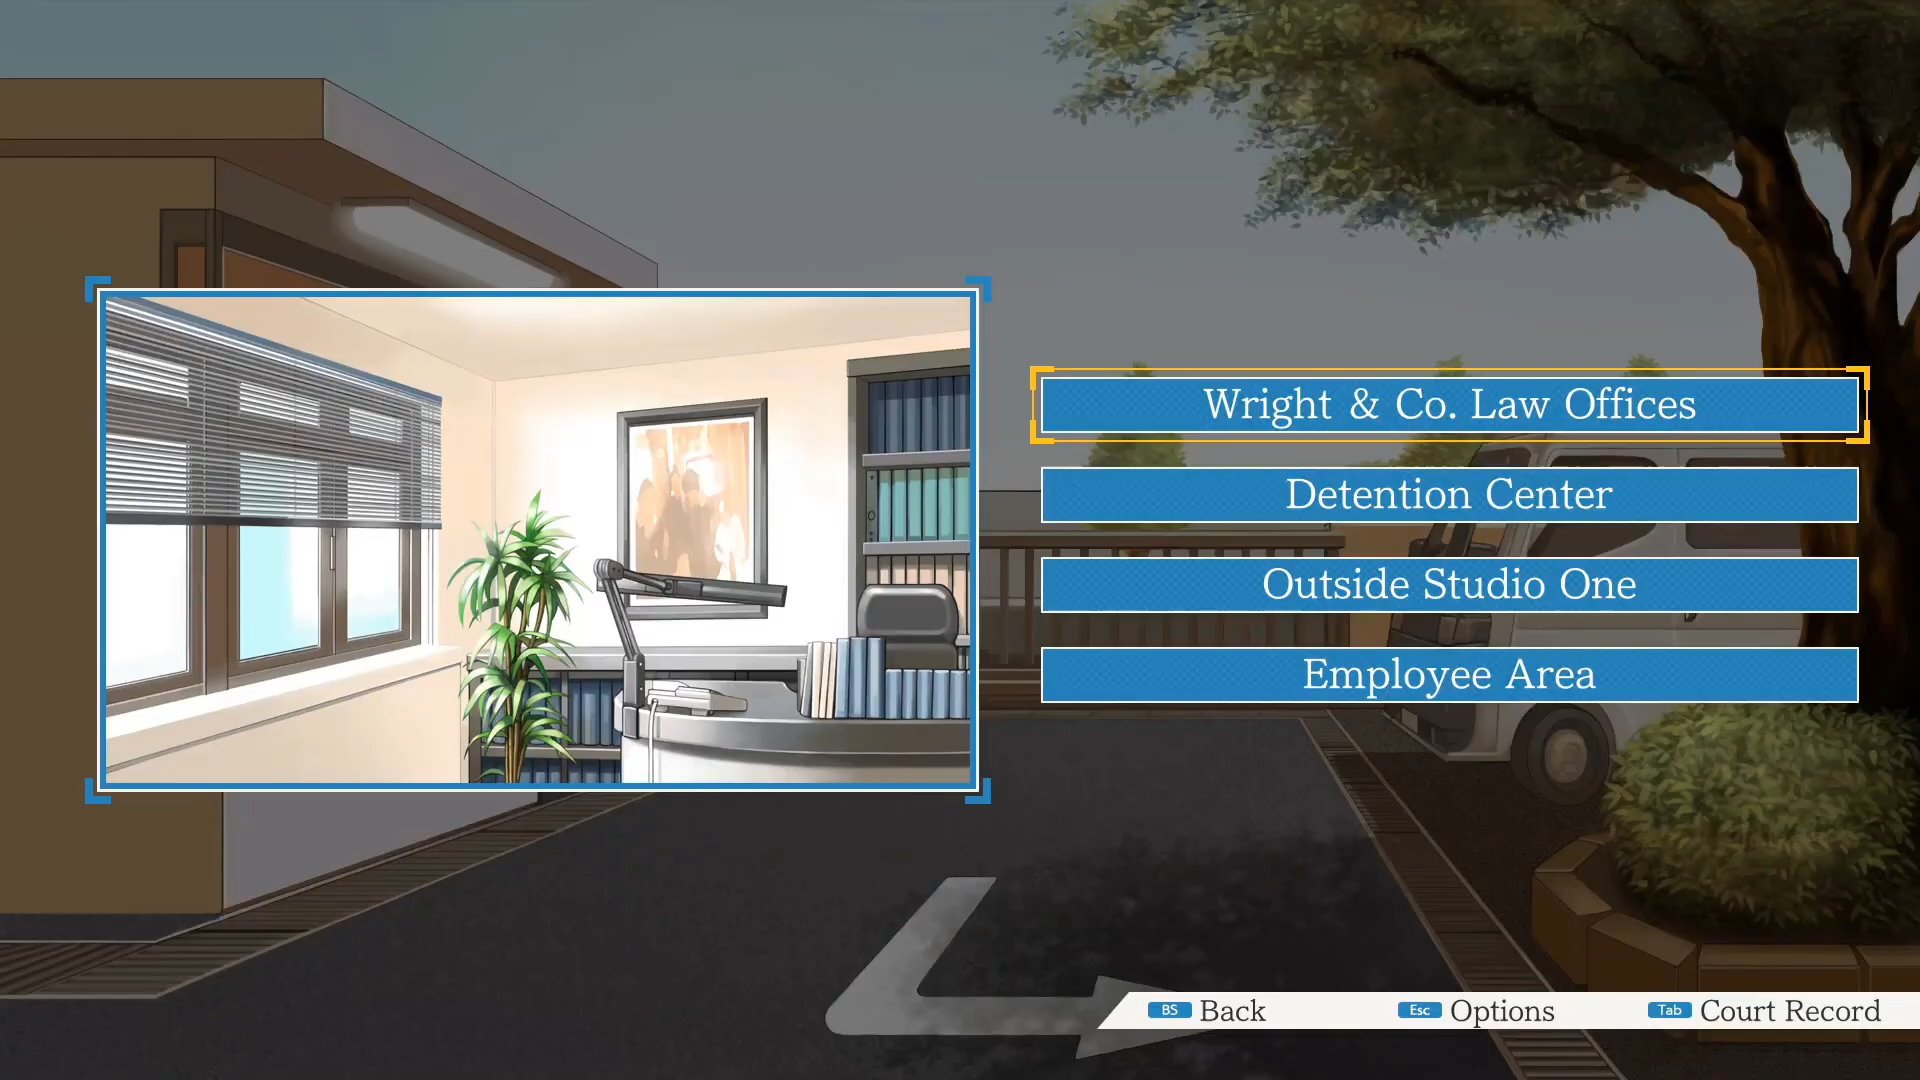 Wright & Co. Law Offices
Detention Center
Outside Studio One
Employee Area
BS Back Esc Options Tab Court Record